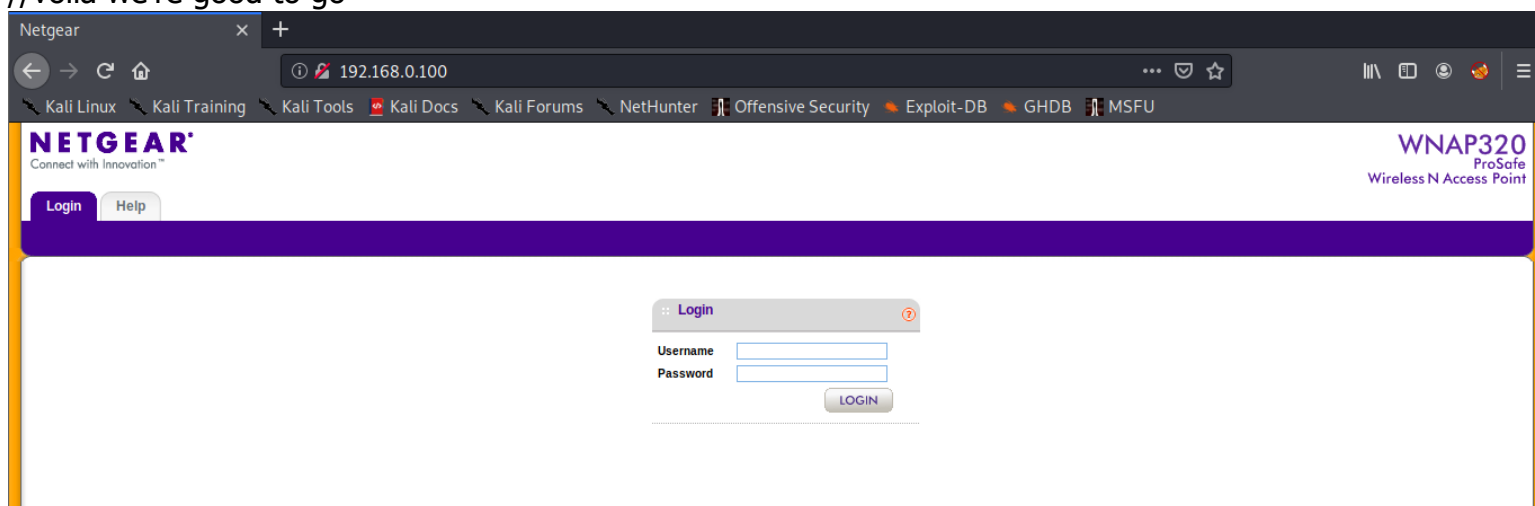 //Voila we're good to go
Netgear
192.168.0.100
Kali Linux Kali Training Kali Tools Kali Docs Kali Forums NetHunter Offensive Security Exploit-DB GHDB MSFU
NETGEAR®
Connect with Innovation™
WNAP320
ProSafe
Wireless N Access Point
Login Help
:: Login ?
Username
Password
LOGIN